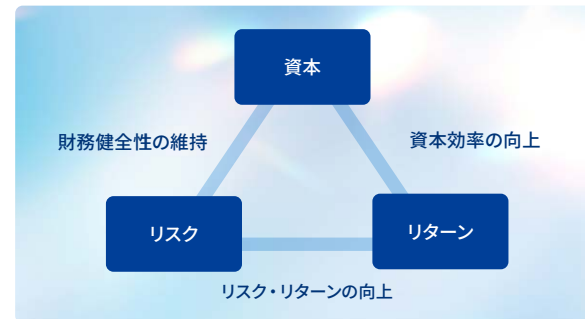 資本
財務健全性の維持
資本効率の向上
リスク
リターン
リスク・リターンの向上